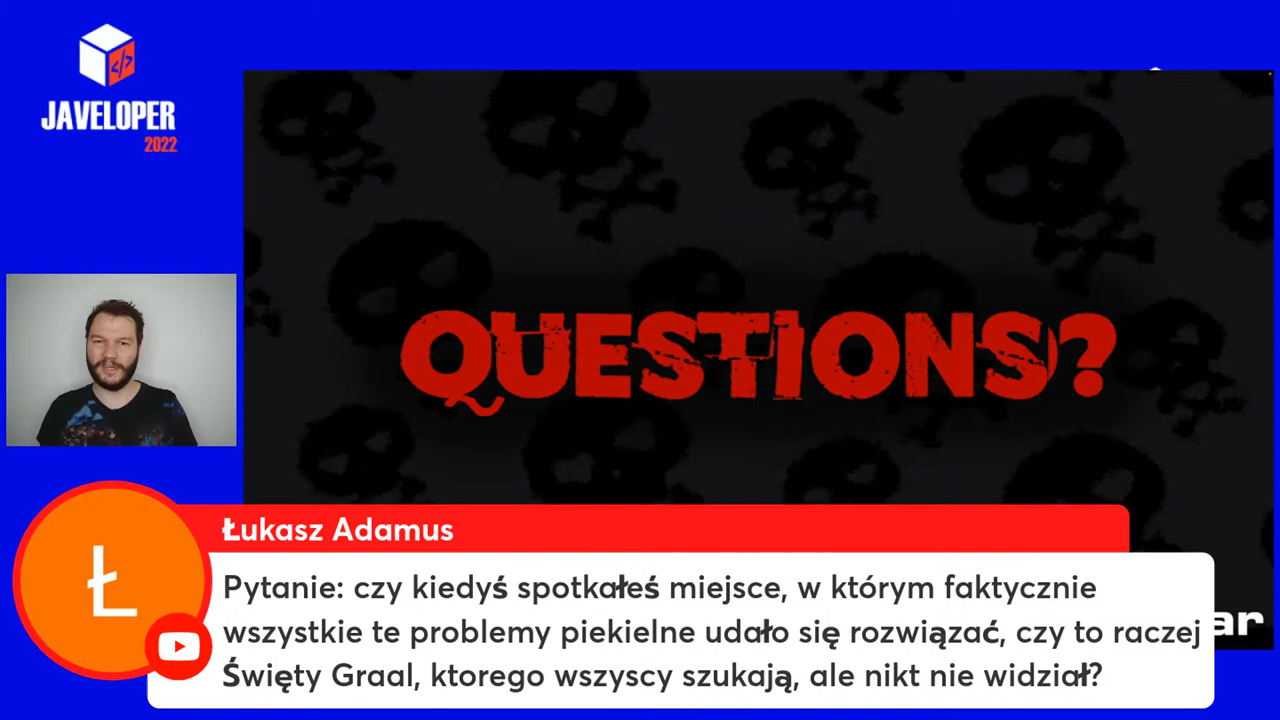 JAVELOPER
2022
QUESTIONS?
Ł
Łukasz Adamus
Pytanie: czy kiedyś spotkałeś miejsce, w którym faktycznie
wszystkie te problemy piekielne udało się rozwiązać, czy to raczej
Święty Graal, ktorego wszyscy szukają, ale nikt nie widział?